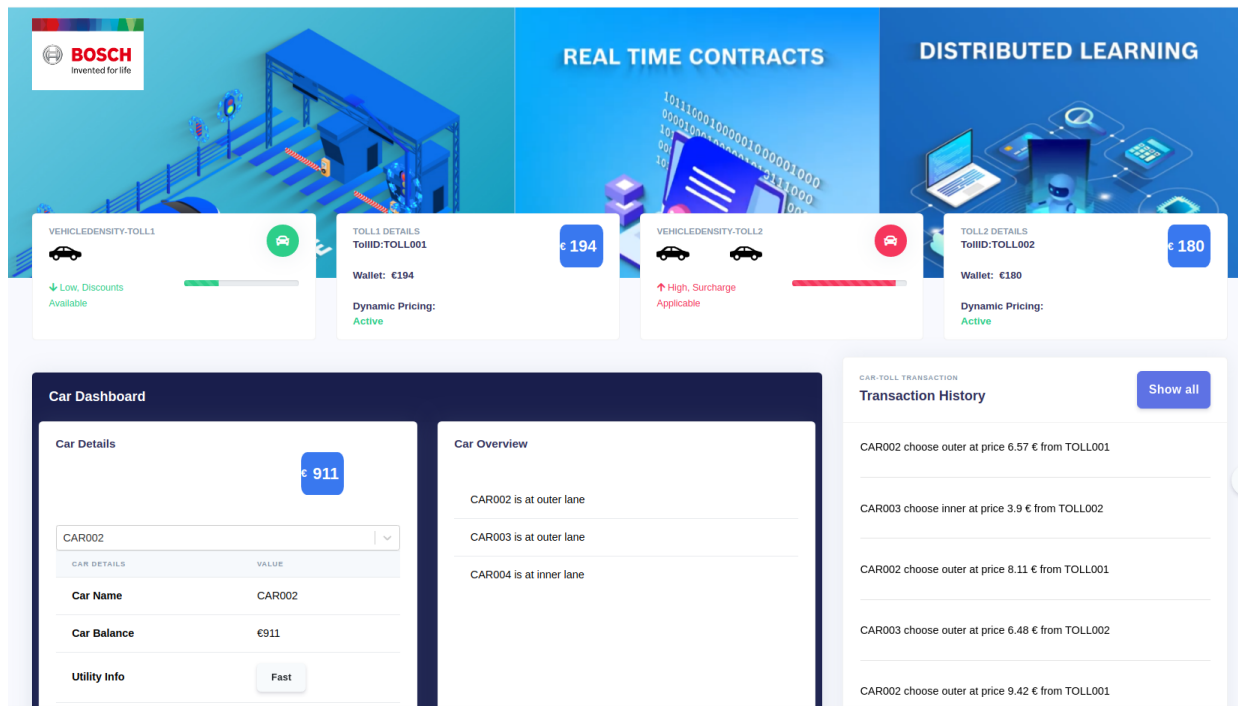 BOSCH
Invented for life
REAL TIME CONTRACTS
DISTRIBUTED LEARNING
VEHICLEDENSITY-TOLL1
Low, Discounts
Available
TOLL1 DETAILS
TollID:TOLL001
€ 194
Wallet: €194
Dynamic Pricing:
Active
VEHICLEDENSITY-TOLL2
High, Surcharge
Applicable
TOLL2 DETAILS
TollID:TOLL002
€ 180
Wallet: €180
Dynamic Pricing:
Active
Car Dashboard
Car Details
€ 911
CAR002
CAR DETAILS VALUE
Car Name CAR002
Car Balance €911
Utility Info Fast
Car Overview
CAR002 is at outer lane
CAR003 is at outer lane
CAR004 is at inner lane
CAR-TOLL TRANSACTION
Transaction History
Show all
CAR002 choose outer at price 6.57 € from TOLL001
CAR003 choose inner at price 3.9 € from TOLL002
CAR002 choose outer at price 8.11 € from TOLL001
CAR003 choose outer at price 6.48 € from TOLL002
CAR002 choose outer at price 9.42 € from TOLL001